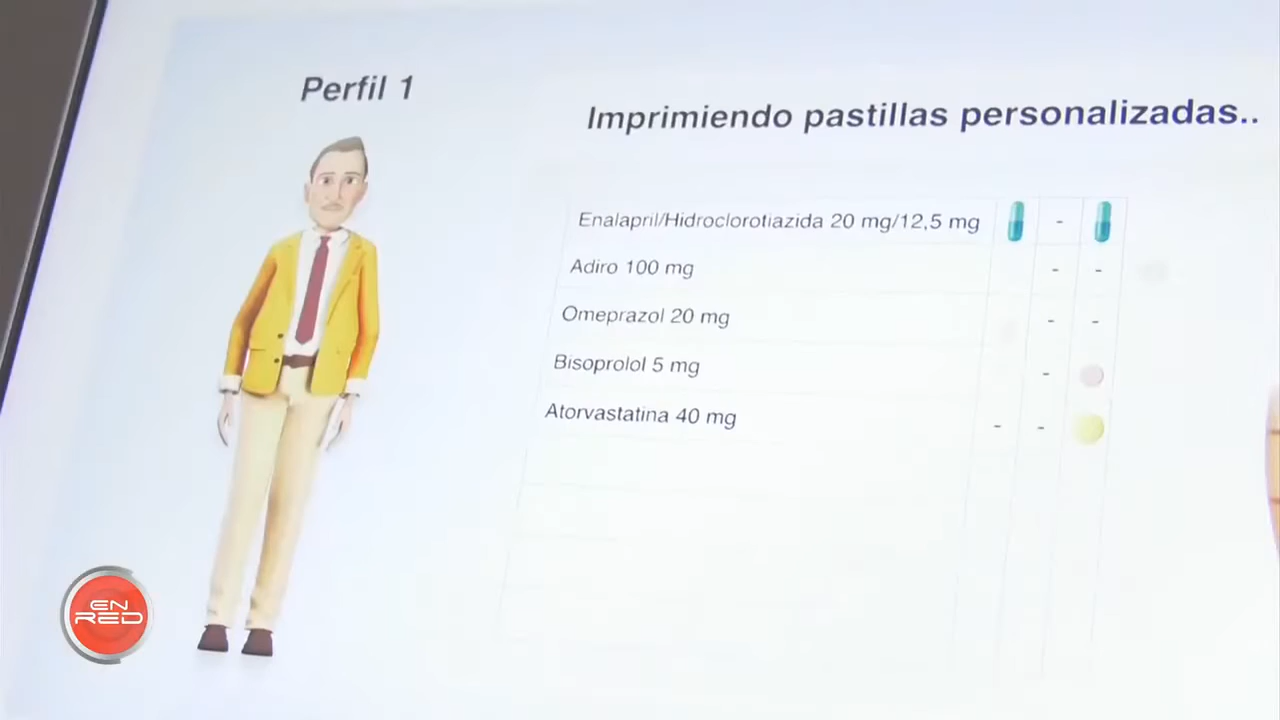 Perfil 1
Imprimiendo pastillas personalizadas..
Enalapril/Hidroclorotiazida 20 mg/12,5 mg - 
Adiro 100 mg - -
Omeprazol 20 mg - -
Bisoprolol 5 mg -
Atorvastatina 40 mg - -
EN
RED